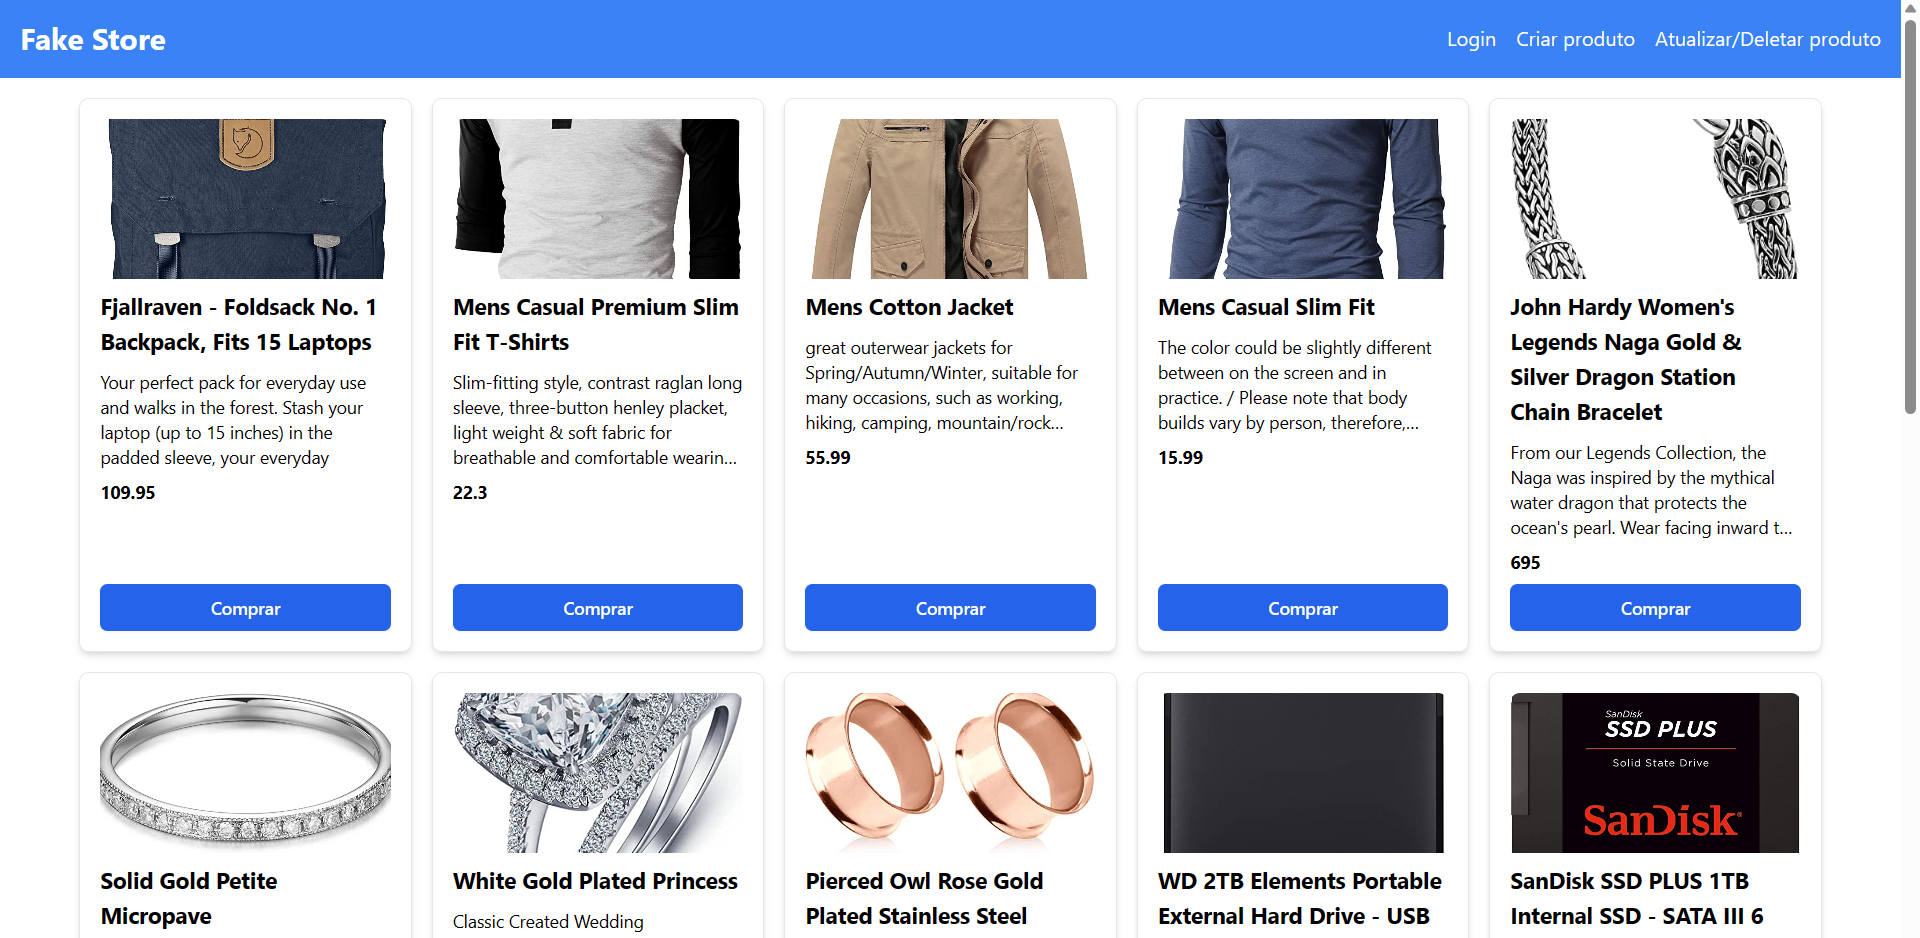 Fake Store
Login Criar produto Atualizar/Deletar produto
Fjallraven - Foldsack No. 1
Backpack, Fits 15 Laptops
Your perfect pack for everyday use
and walks in the forest. Stash your
laptop (up to 15 inches) in the
padded sleeve, your everyday
109.95
Comprar
Mens Casual Premium Slim
Fit T-Shirts
Slim-fitting style, contrast raglan long
sleeve, three-button henley placket,
light weight & soft fabric for
breathable and comfortable wearin...
22.3
Comprar
Mens Cotton Jacket
great outerwear jackets for
Spring/Autumn/Winter, suitable for
many occasions, such as working,
hiking, camping, mountain/rock...
55.99
Comprar
Mens Casual Slim Fit
The color could be slightly different
between on the screen and in
practice. / Please note that body
builds vary by person, therefore,...
15.99
Comprar
John Hardy Women's
Legends Naga Gold &
Silver Dragon Station
Chain Bracelet
From our Legends Collection, the
Naga was inspired by the mythical
water dragon that protects the
ocean's pearl. Wear facing inward t...
695
Comprar
Solid Gold Petite
Micropave
White Gold Plated Princess
Classic Created Wedding
Pierced Owl Rose Gold
Plated Stainless Steel
WD 2TB Elements Portable
External Hard Drive - USB
SanDisk
SSD PLUS
Solid State Drive
SanDisk
SanDisk SSD PLUS 1TB
Internal SSD - SATA III 6